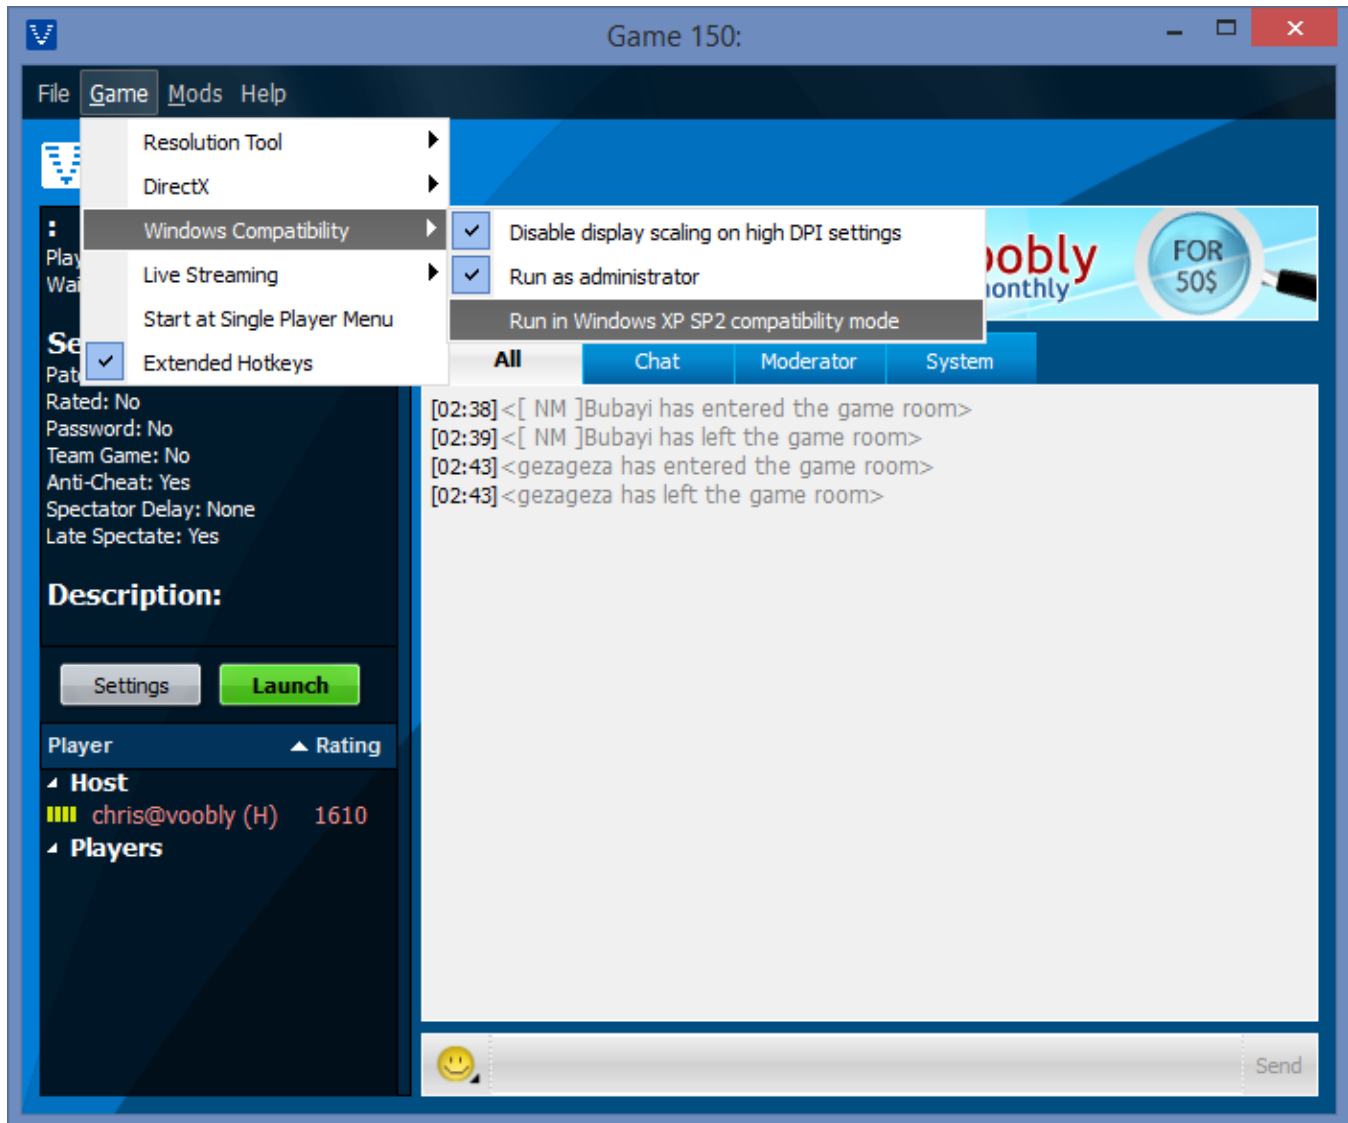 Game 150:
File Game Mods Help
Resolution Tool
DirectX
Windows Compatibility
Live Streaming
Start at Single Player Menu
Extended Hotkeys
Disable display scaling on high DPI settings
Run as administrator
Run in Windows XP SP2 compatibility mode
FOR
50$
:
Rated: No
Password: No
Team Game: No
Anti-Cheat: Yes
Spectator Delay: None
Late Spectate: Yes
Description:
Settings Launch
Player Rating
Host
chris@voobly (H) 1610
Players
All Chat Moderator System
[02:38] <[ NM ]Bubayi has entered the game room>
[02:39] <[ NM ]Bubayi has left the game room>
[02:43] <gezageza has entered the game room>
[02:43] <gezageza has left the game room>
Send